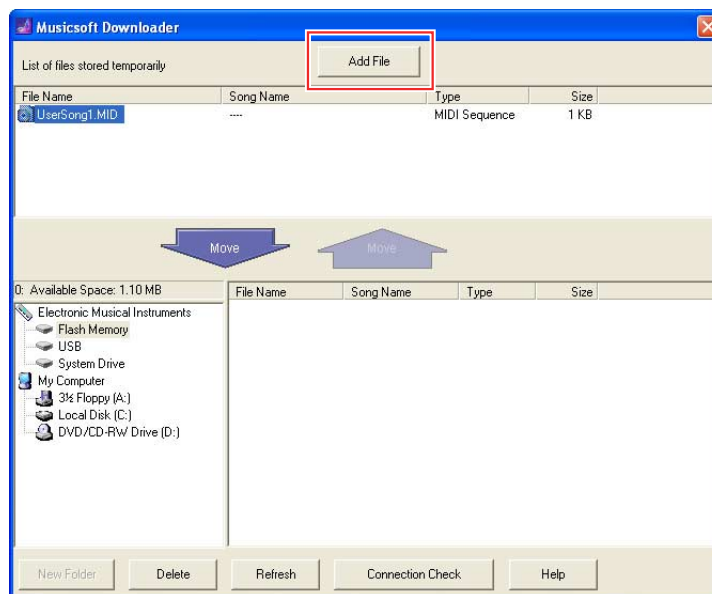 Musicsoft Downloader
List of files stored temporarily
Add File
File Name Song Name Type Size
UserSong1.MID ---- MIDI Sequence 1 KB
Move Move
0: Available Space: 1.10 MB
File Name Song Name Type Size
Electronic Musical Instruments
Flash Memory
USB
System Drive
My Computer
3½ Floppy (A:)
Local Disk (C:)
DVD/CD-RW Drive (D:)
New Folder Delete Refresh Connection Check Help